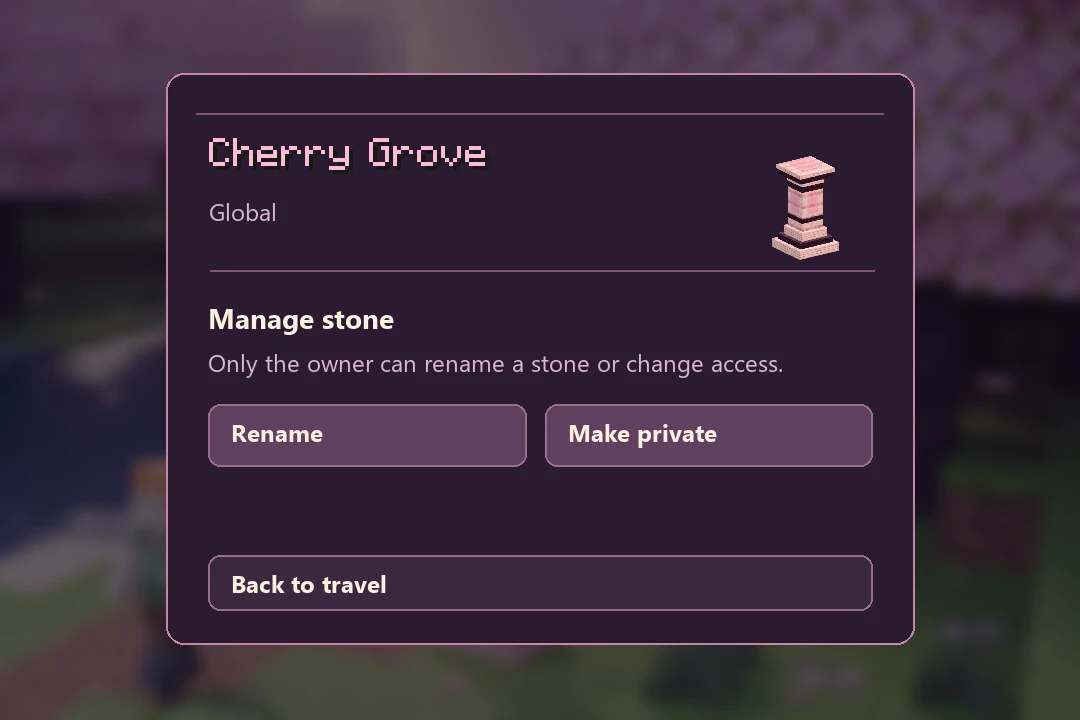 Cherry Grove
Global
Manage stone
Only the owner can rename a stone or change access.
Rename
Make private
Back to travel